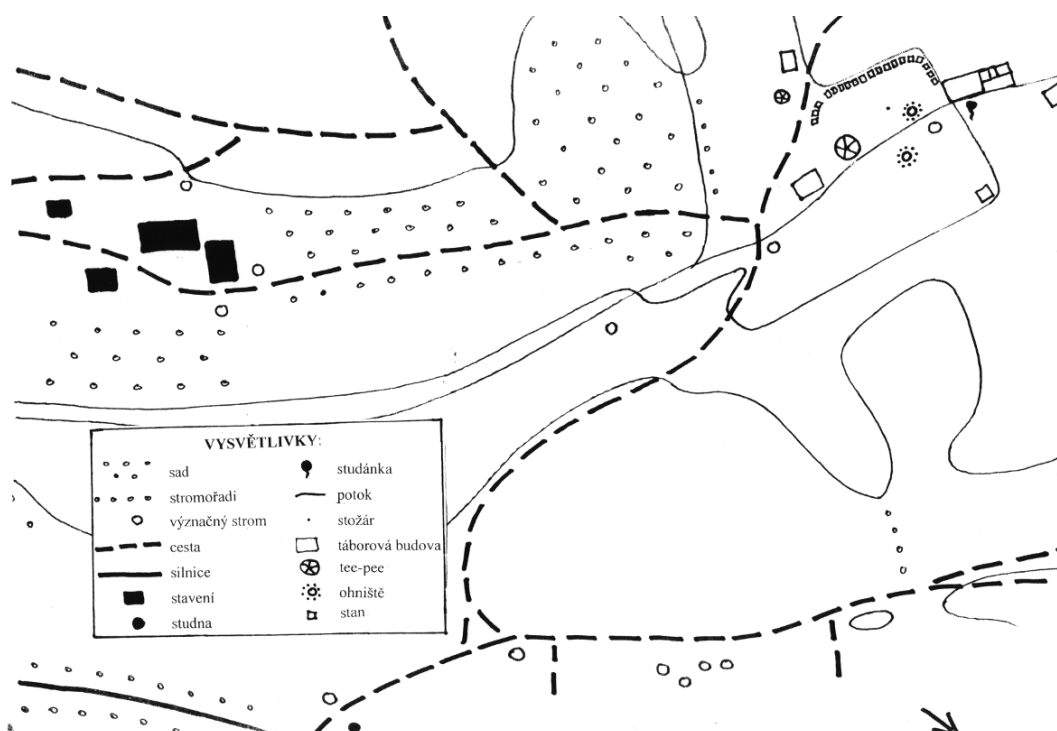 VYSVĚTLIVKY:
sad
stromořadí
význačný strom
cesta
silnice
stavení
studna
studánka
potok
stožár
táborová budova
tee-pee
ohniště
stan